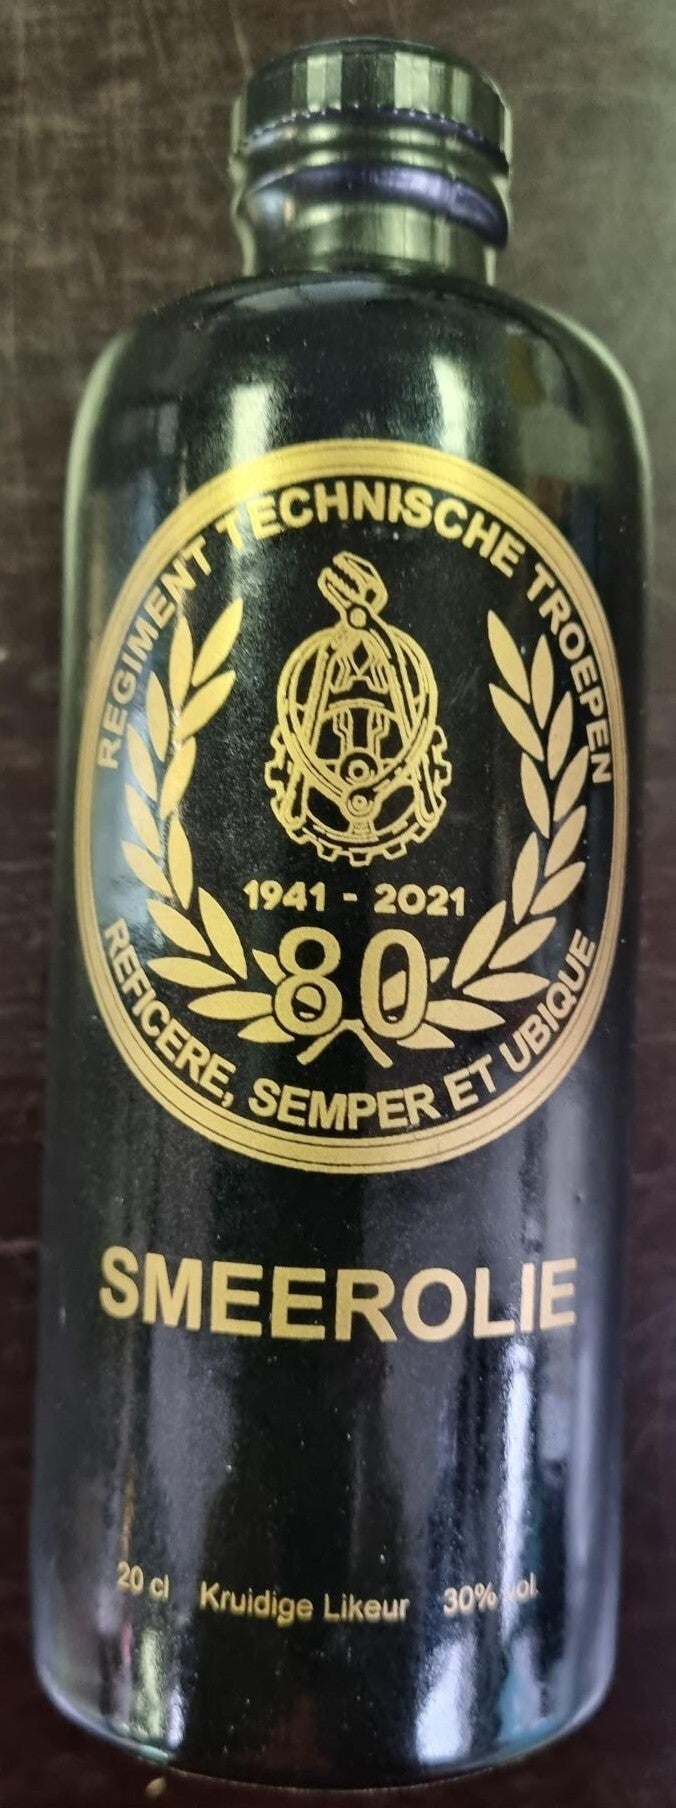 REGIMENT TECHNISCHE TROEPEN
1941 - 2021
80
REFICERE, SEMPER ET UBIQUE
SMEEROLIE
20 cl Kruidige Likeur 30% vol